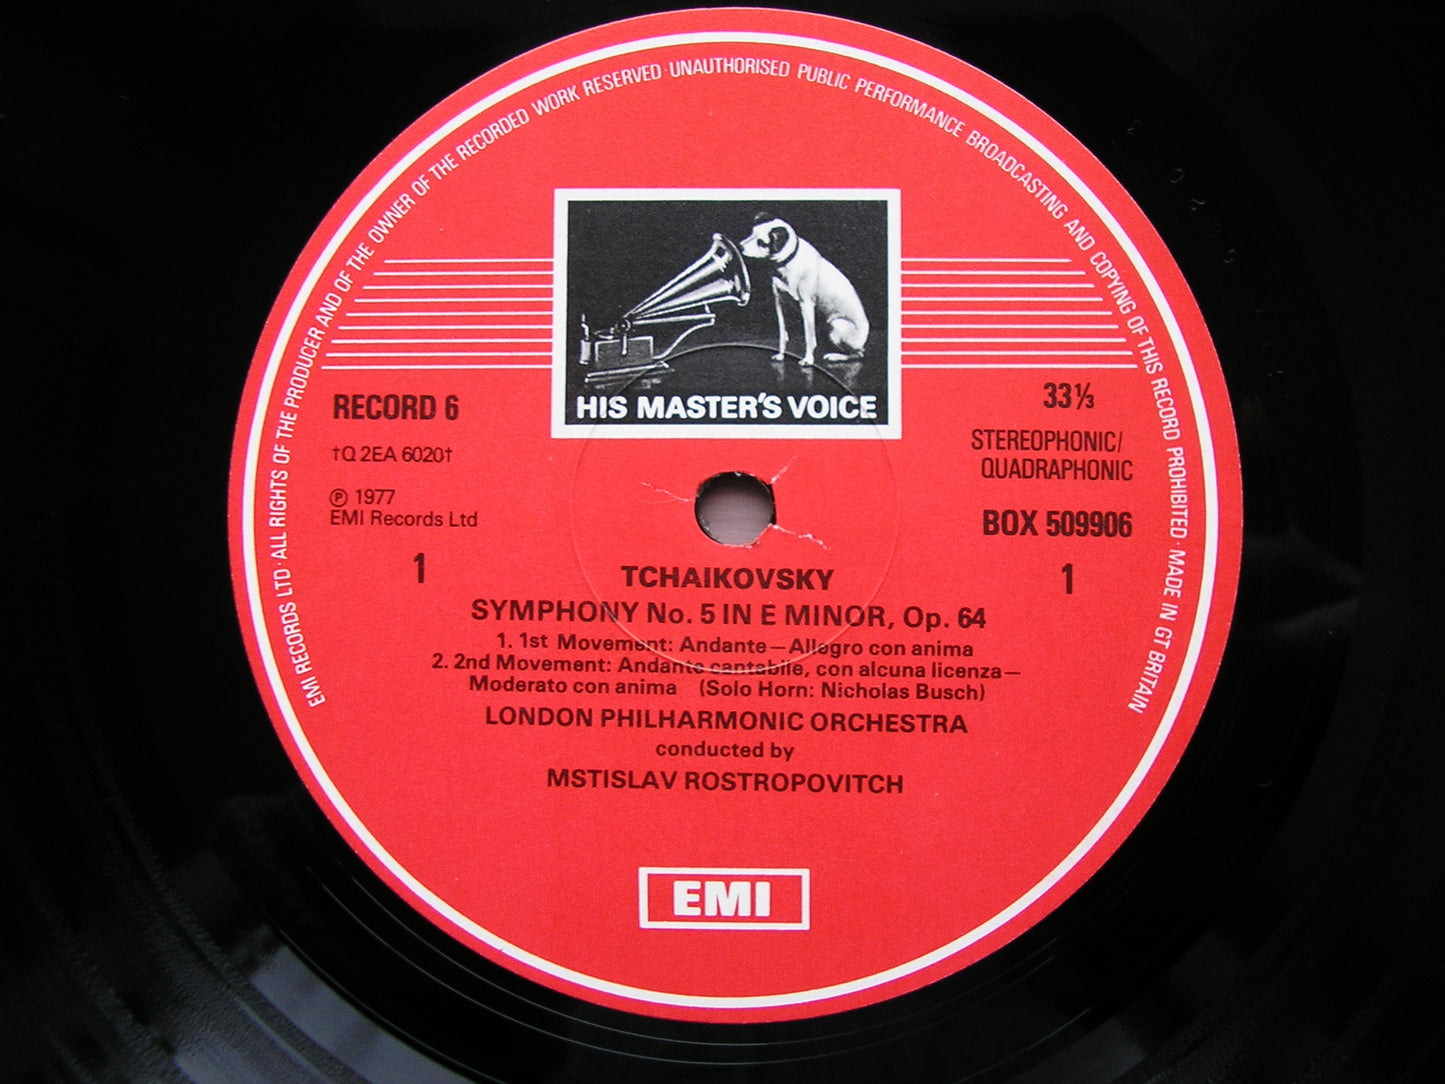 EMI RECORDS LTD · ALL RIGHTS OF THE PRODUCER AND OF THE OWNER OF THE RECORDED WORK RESERVED · UNAUTHORISED PUBLIC PERFORMANCE BROADCASTING AND COPYING OF THIS RECORD PROHIBITED · MADE IN GT BRITAIN
HIS MASTER'S VOICE
RECORD 6
†Q 2EA 6020†
℗ 1977
EMI Records Ltd
1
33⅓
STEREOPHONIC/
QUADRAPHONIC
BOX 509906
1
TCHAIKOVSKY
SYMPHONY No. 5 IN E MINOR, Op. 64
1. 1st Movement: Andante—Allegro con anima
2. 2nd Movement: Andante cantabile, con alcuna licenza—
Moderato con anima (Solo Horn: Nicholas Busch)
LONDON PHILHARMONIC ORCHESTRA
conducted by
MSTISLAV ROSTROPOVITCH
EMI